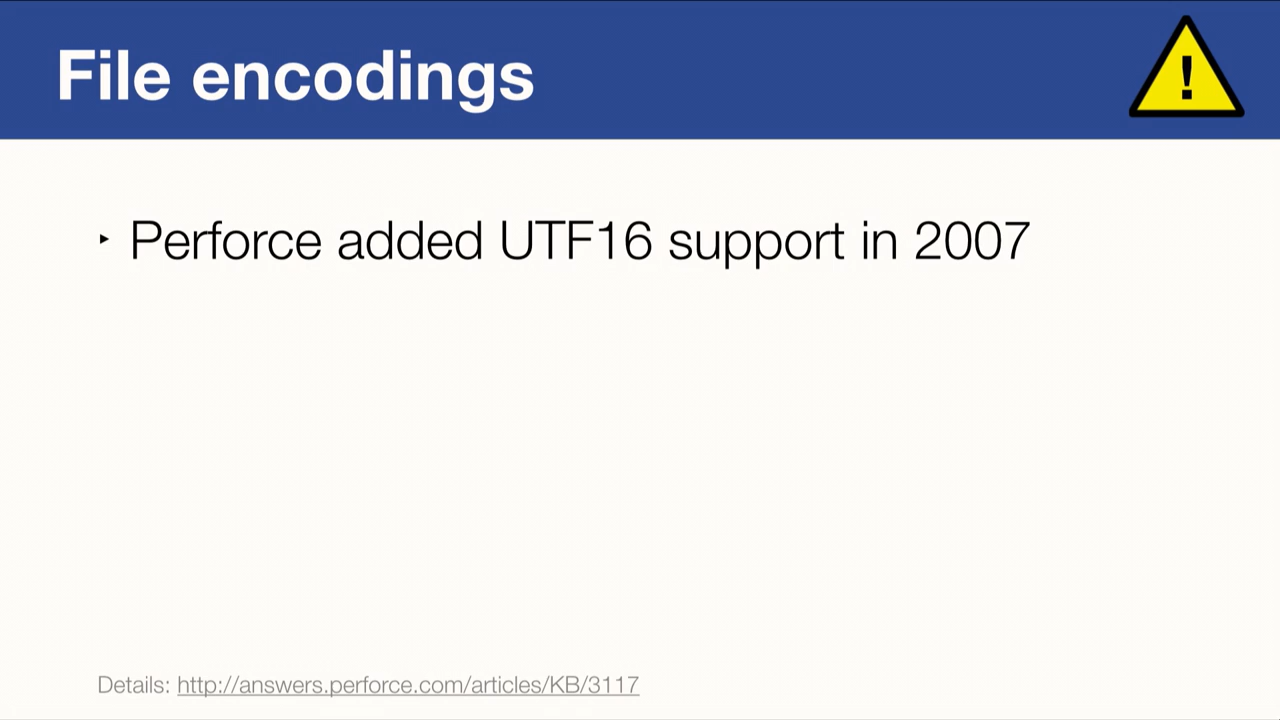 File encodings
!
‣ Perforce added UTF16 support in 2007
Details: http://answers.perforce.com/articles/KB/3117